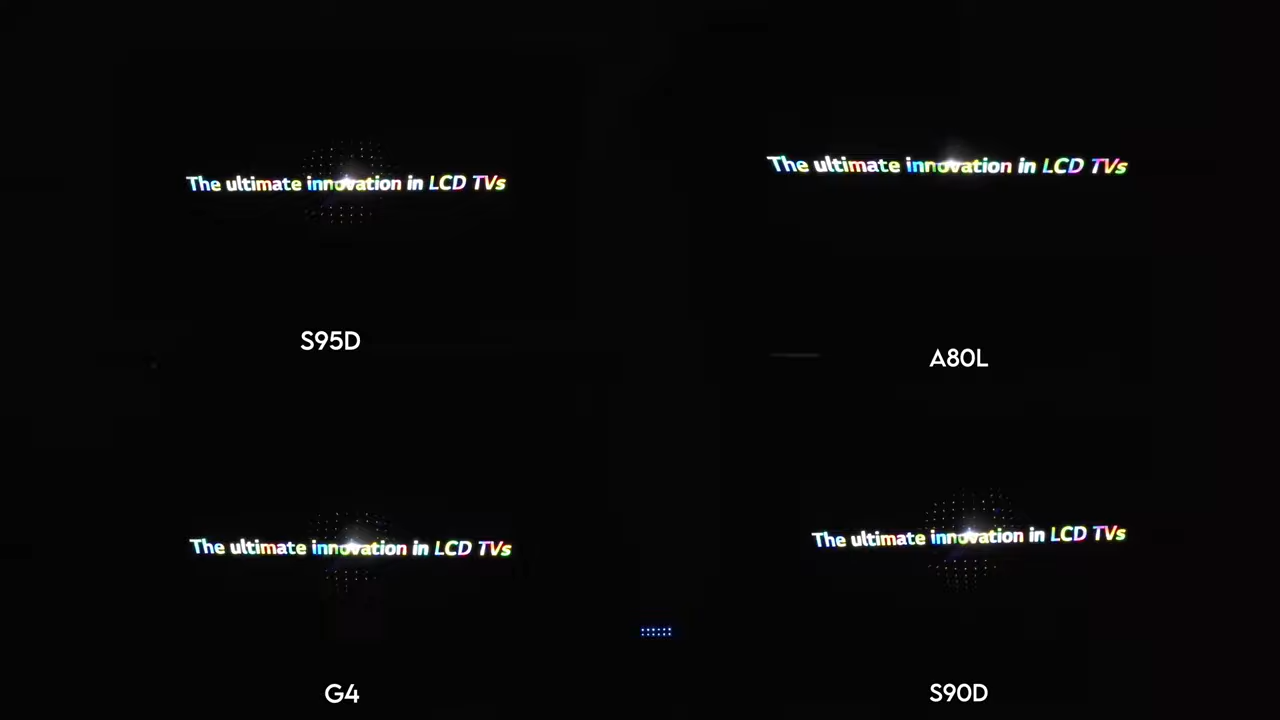 The ultimate innovation in LCD TVs
The ultimate innovation in LCD TVs
S95D
A80L
The ultimate innovation in LCD TVs
The ultimate innovation in LCD TVs
G4
S90D